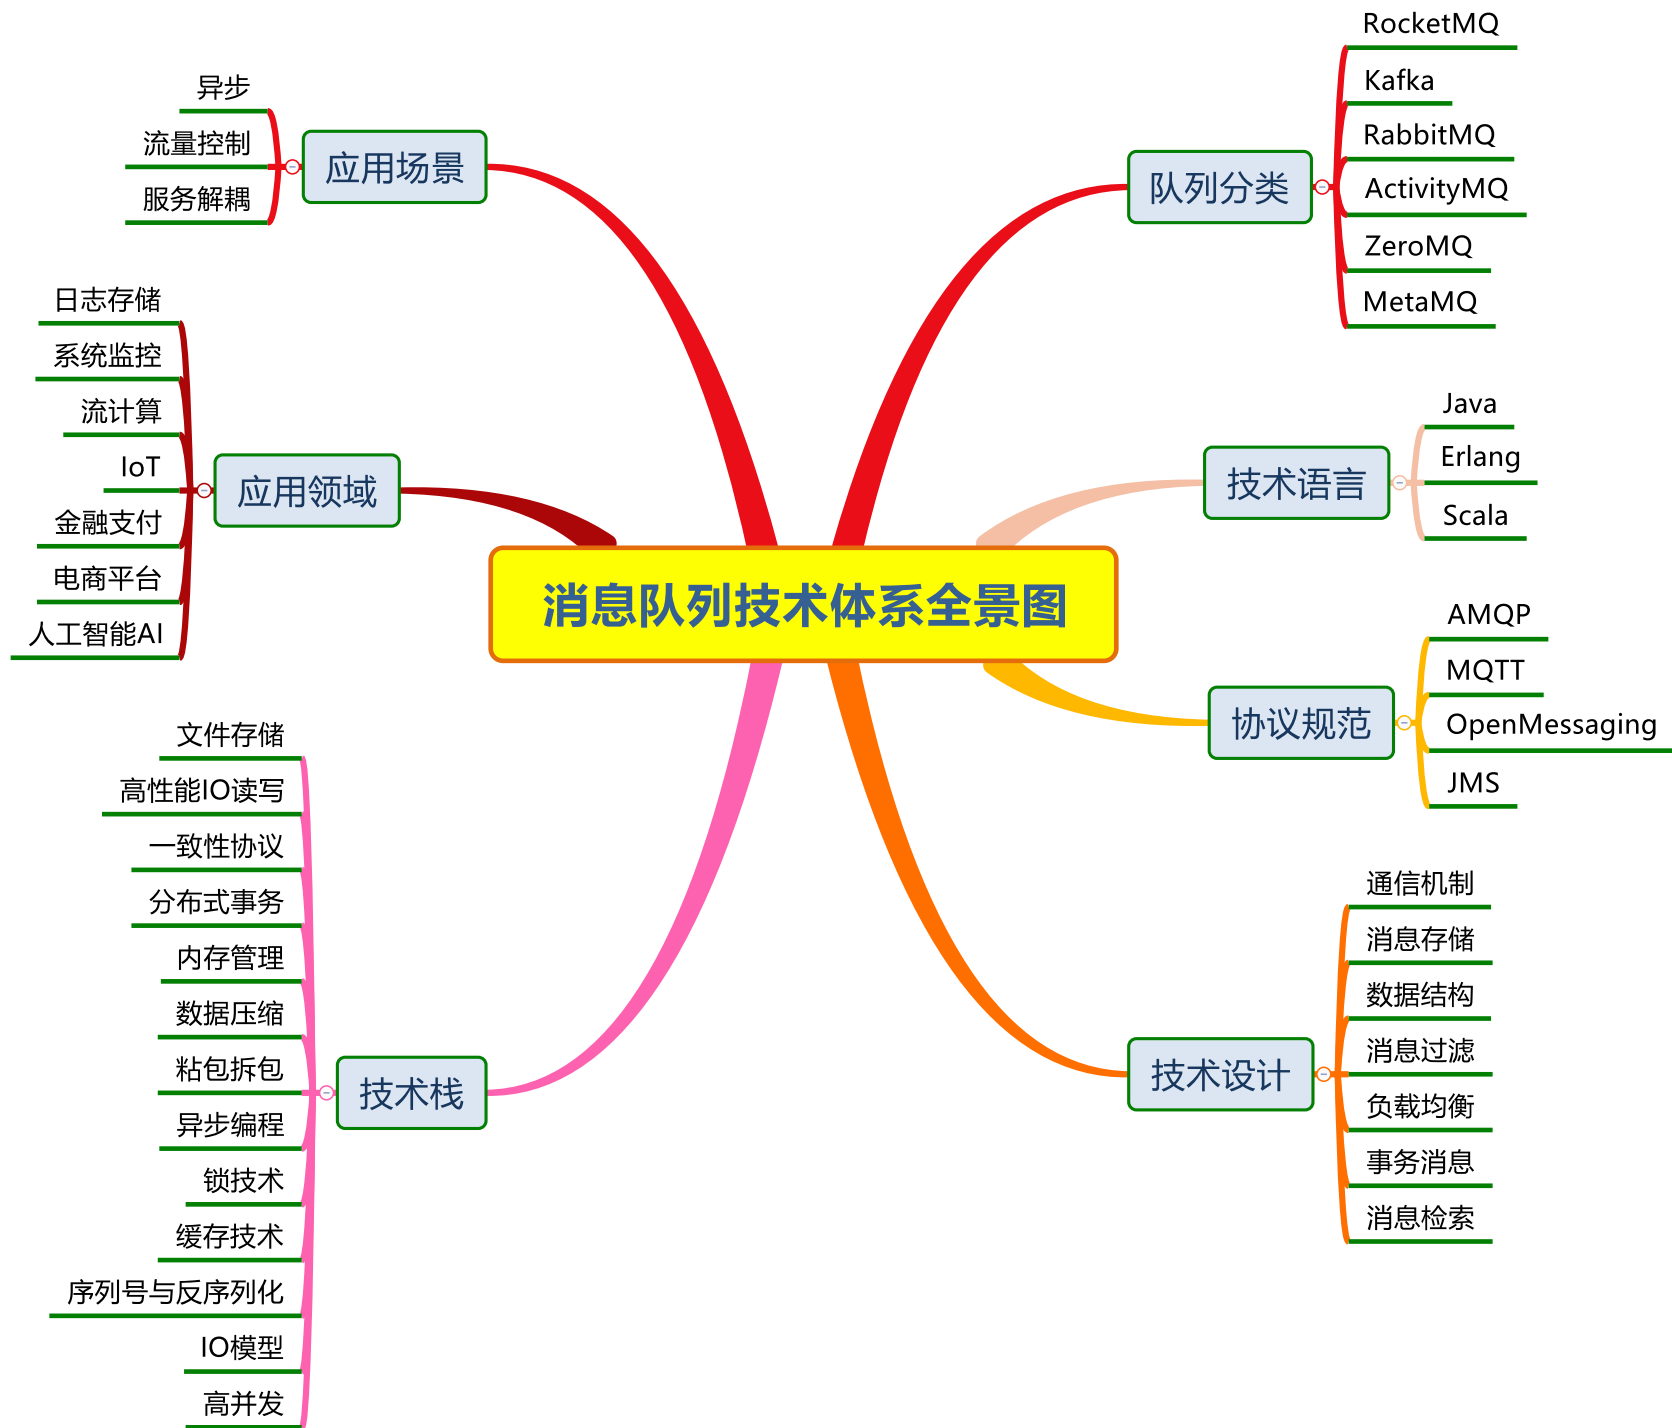 消息队列技术体系全景图
应用场景
异步
流量控制
服务解耦
应用领域
日志存储
系统监控
流计算
IoT
金融支付
电商平台
人工智能AI
技术栈
文件存储
高性能IO读写
一致性协议
分布式事务
内存管理
数据压缩
粘包拆包
异步编程
锁技术
缓存技术
序列号与反序列化
IO模型
高并发
队列分类
RocketMQ
Kafka
RabbitMQ
ActivityMQ
ZeroMQ
MetaMQ
技术语言
Java
Erlang
Scala
协议规范
AMQP
MQTT
OpenMessaging
JMS
技术设计
通信机制
消息存储
数据结构
消息过滤
负载均衡
事务消息
消息检索